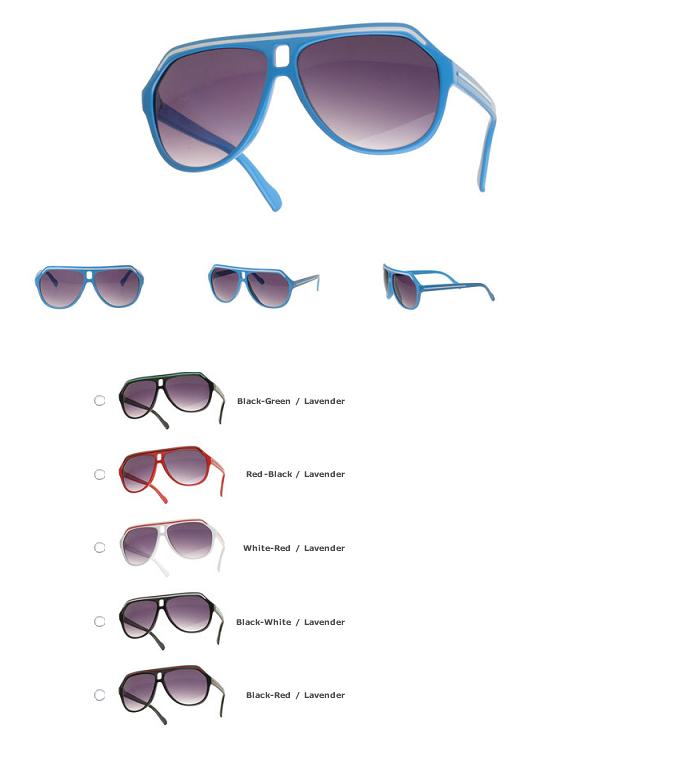 Black-Green / Lavender
Red-Black / Lavender
White-Red / Lavender
Black-White / Lavender
Black-Red / Lavender